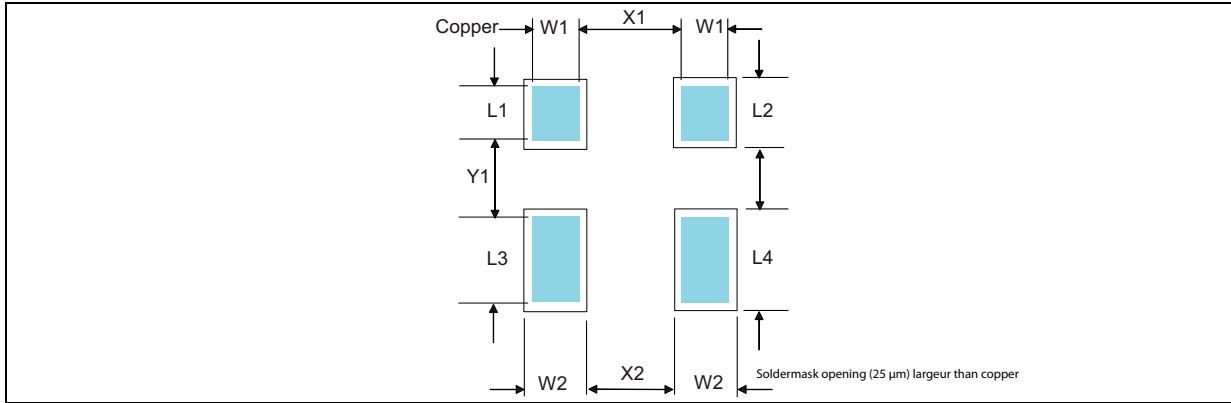 Copper W1 X1 W1
L1 L2
Y1
L3 L4
W2 X2 W2
Soldermask opening (25 µm) largeur than copper